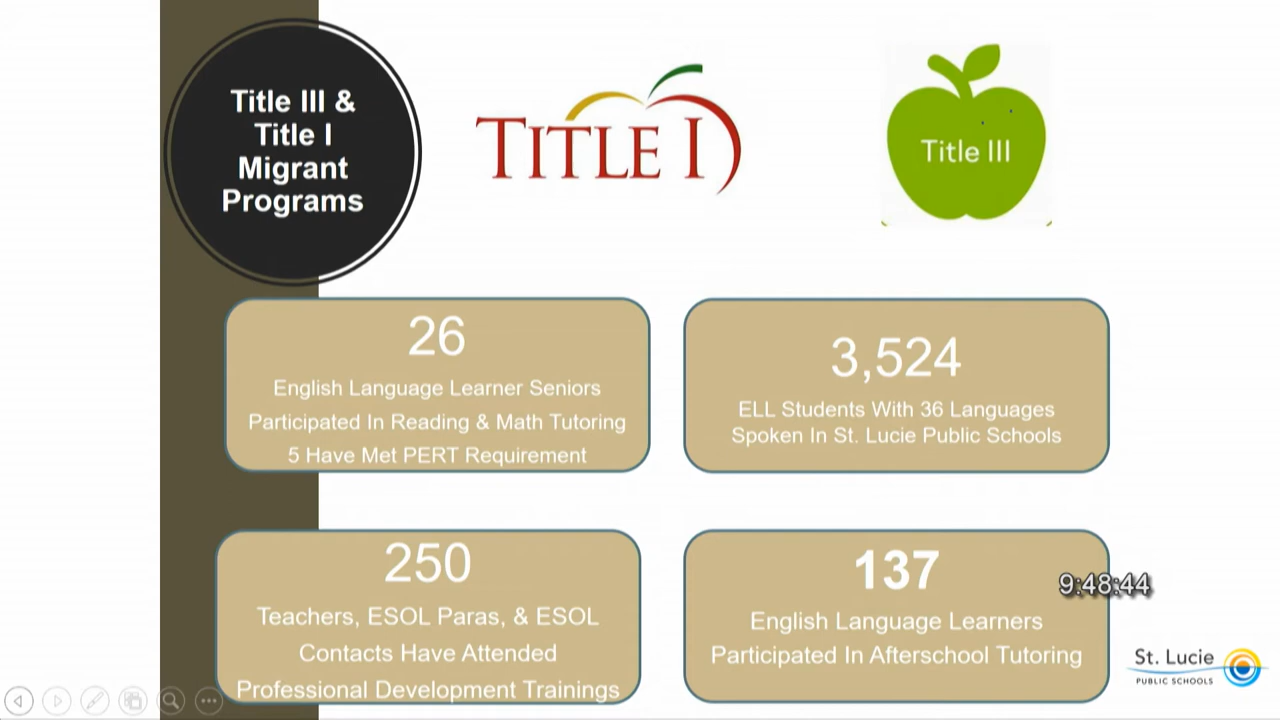 Title III &
Title I
Migrant
Programs
TITLE I
Title III
26
English Language Learner Seniors
Participated In Reading & Math Tutoring
5 Have Met PERT Requirement
3,524
ELL Students With 36 Languages
Spoken In St. Lucie Public Schools
250
Teachers, ESOL Paras, & ESOL
Contacts Have Attended
Professional Development Trainings
137
English Language Learners
Participated In Afterschool Tutoring
9:48:44
St. Lucie
PUBLIC SCHOOLS